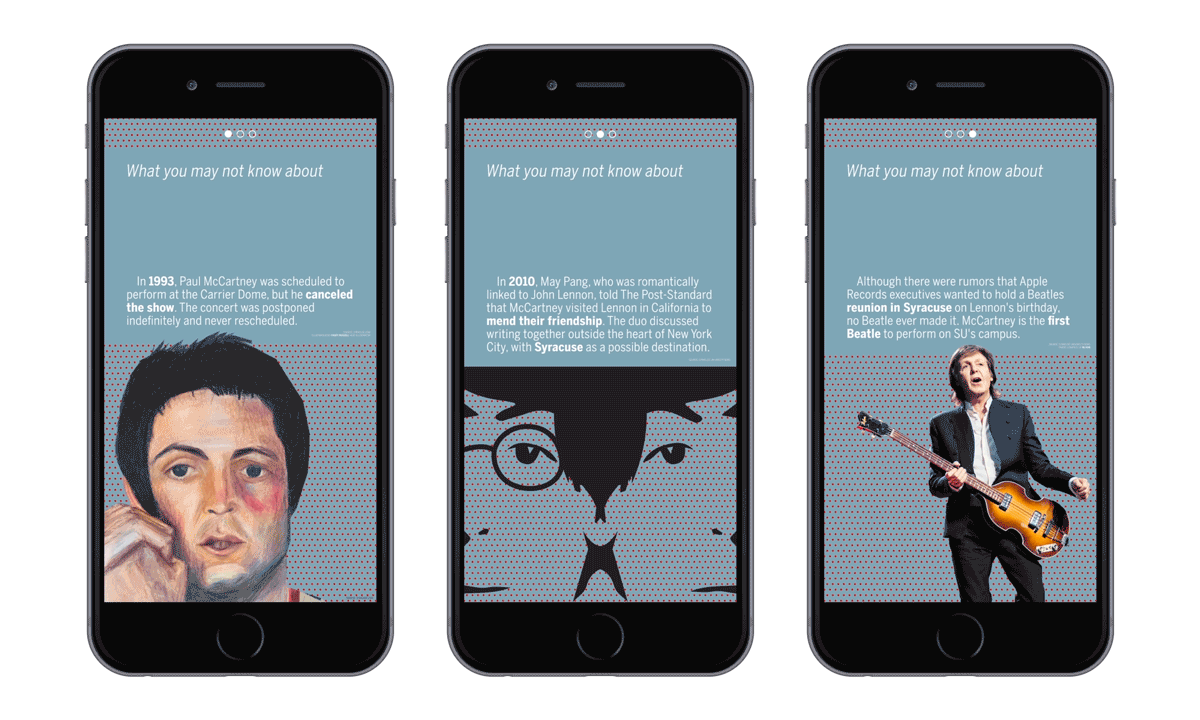 What you may not know about
In 1993, Paul McCartney was scheduled to
perform at the Carrier Dome, but he canceled
the show. The concert was postponed
indefinitely and never rescheduled.
What you may not know about
In 2010, May Pang, who was romantically
linked to John Lennon, told The Post-Standard
that McCartney visited Lennon in California to
mend their friendship. The duo discussed
writing together outside the heart of New York
City, with Syracuse as a possible destination.
What you may not know about
Although there were rumors that Apple
Records executives wanted to hold a Beatles
reunion in Syracuse on Lennon's birthday,
no Beatle ever made it. McCartney is the first
Beatle to perform on SU's campus.